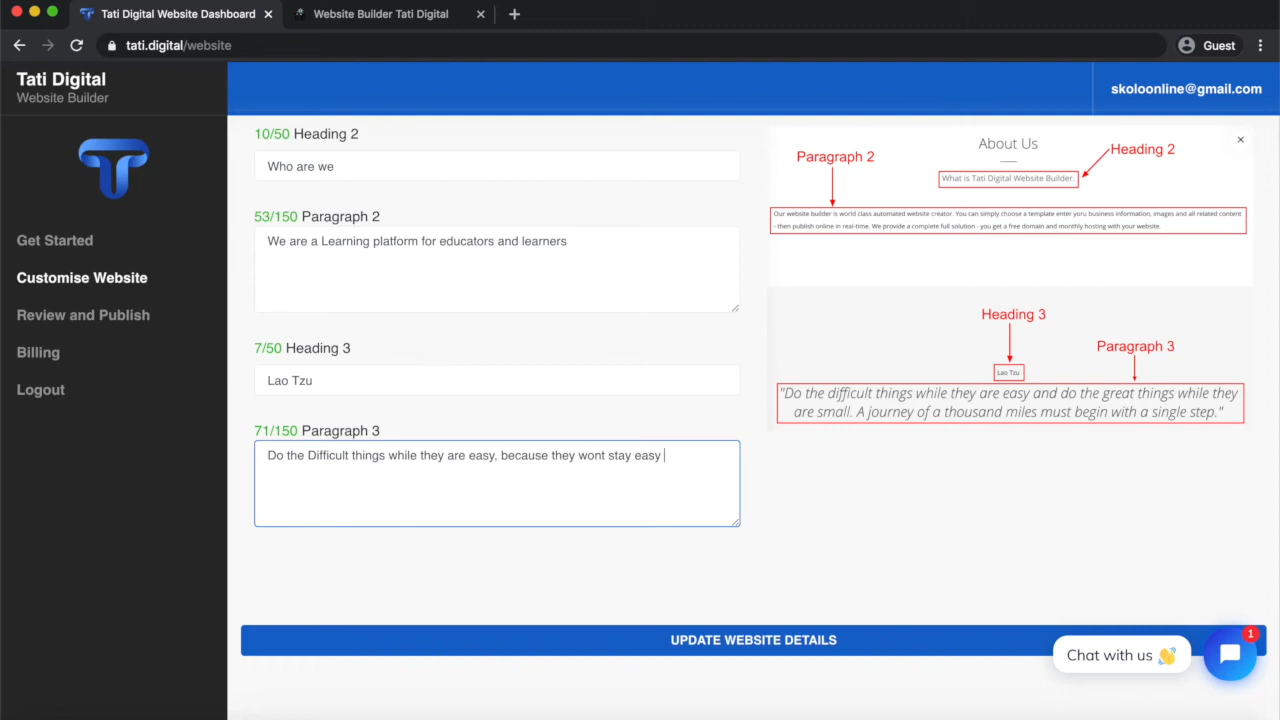 Tati Digital Website Dashboard
Website Builder Tati Digital
tati.digital/website
Guest
Tati Digital
Website Builder
skoloonline@gmail.com
Get Started
Customise Website
Review and Publish
Billing
Logout
10/50 Heading 2
Who are we
53/150 Paragraph 2
We are a Learning platform for educators and learners
7/50 Heading 3
Lao Tzu
71/150 Paragraph 3
Do the Difficult things while they are easy, because they wont stay easy
About Us
Paragraph 2
Heading 2
What is Tati Digital Website Builder.
Our website builder is world class automated website creator. You can simply choose a template enter yoru business information, images and all related content
- then publish online in real-time. We provide a complete full solution - you get a free domain and monthly hosting with your website.
Heading 3
Paragraph 3
Lao Tzu
"Do the difficult things while they are easy and do the great things while they
are small. A journey of a thousand miles must begin with a single step."
UPDATE WEBSITE DETAILS
Chat with us 👋
1